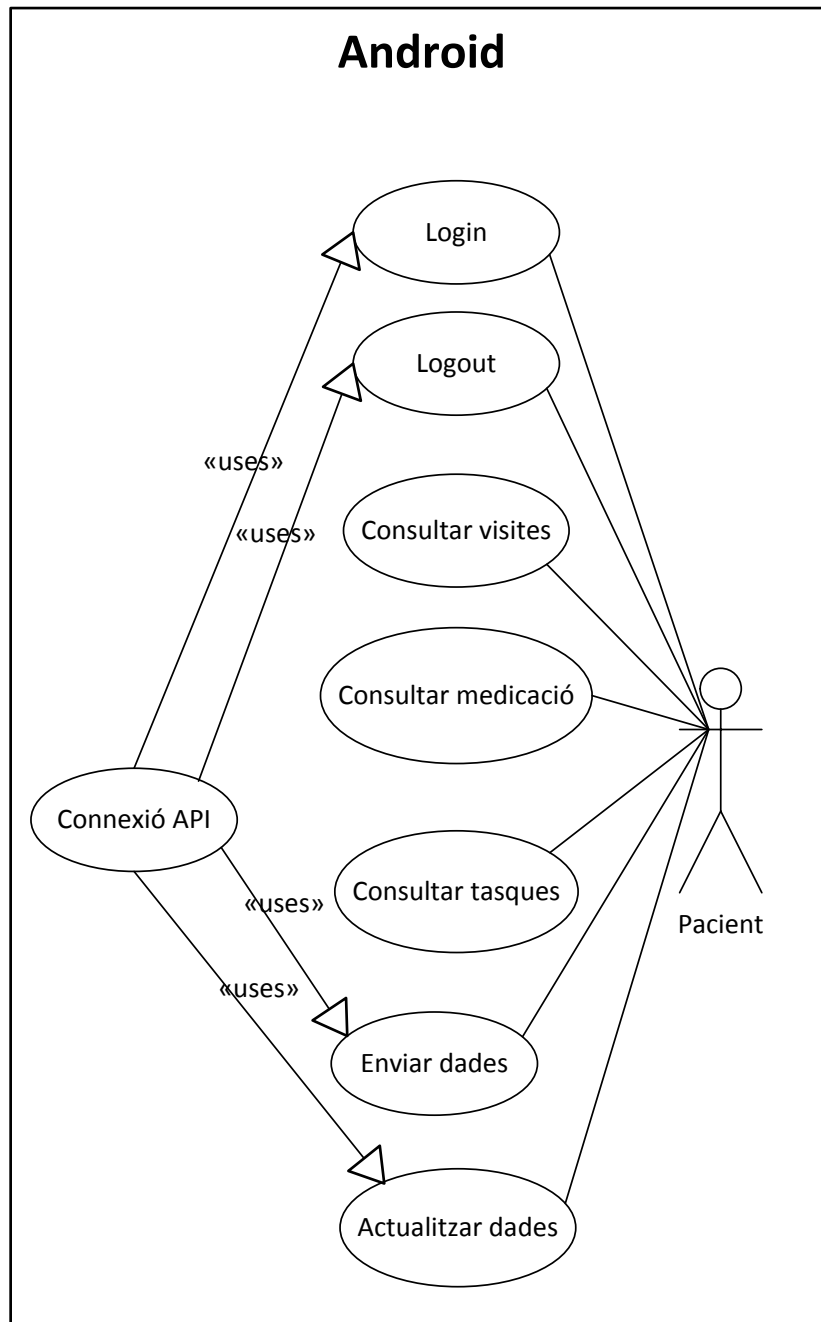 Android
Login
Logout
«uses»
«uses»
Consultar visites
Consultar medicació
Connexió API
Consultar tasques
«uses»
Pacient
«uses»
Enviar dades
Actualitzar dades